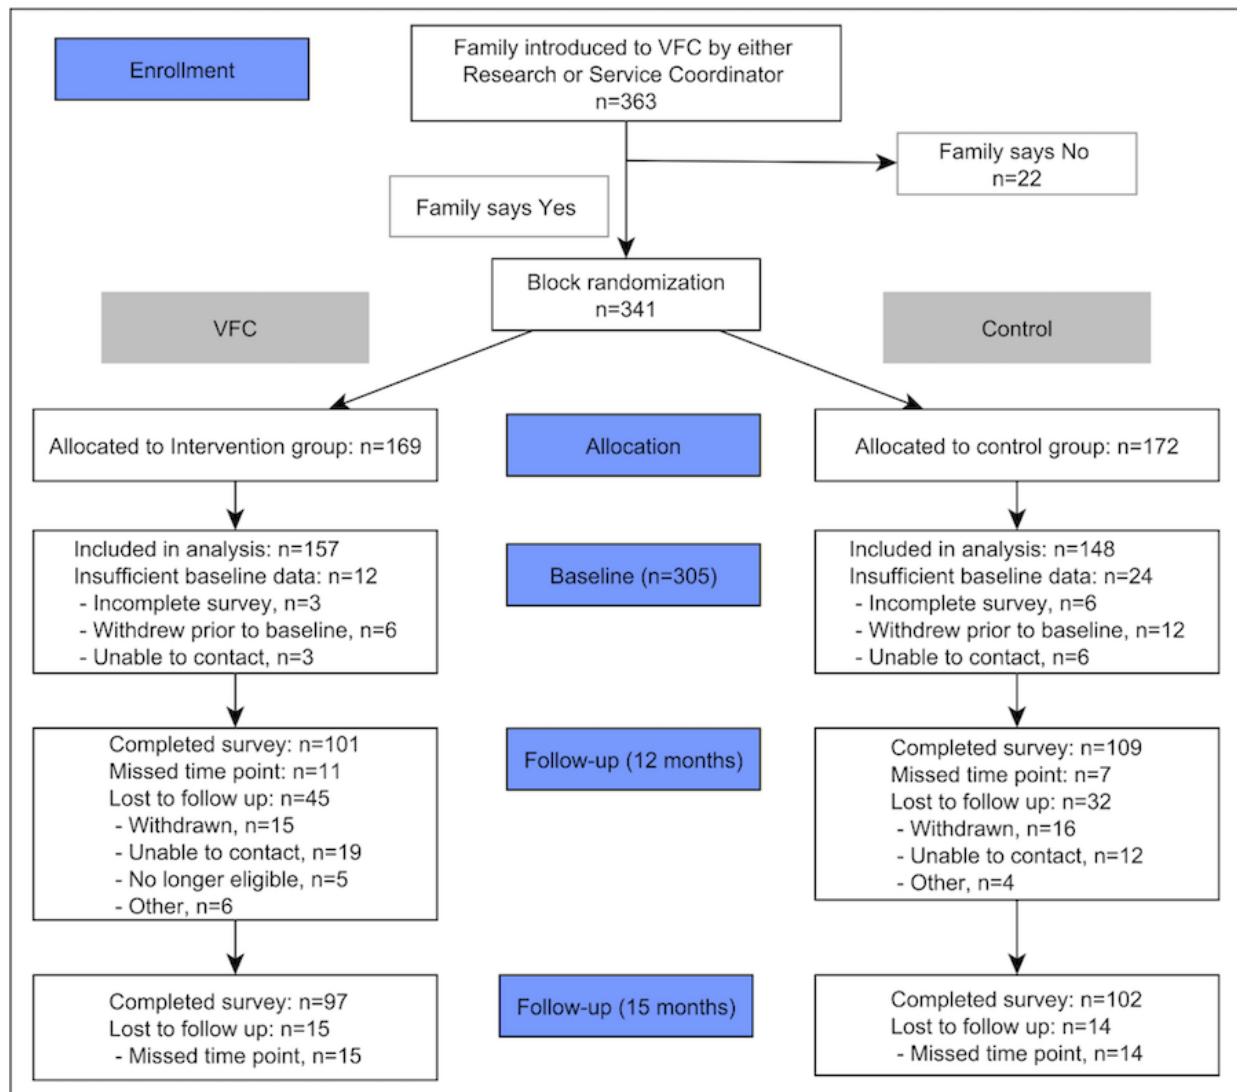 Enrollment
Family introduced to VFC by either
Research or Service Coordinator
n=363
Family says No
n=22
Family says Yes
Block randomization
n=341
VFC
Control
Allocated to Intervention group: n=169
Allocation
Allocated to control group: n=172
Included in analysis: n=157
Insufficient baseline data: n=12
- Incomplete survey, n=3
- Withdrew prior to baseline, n=6
- Unable to contact, n=3
Baseline (n=305)
Included in analysis: n=148
Insufficient baseline data: n=24
- Incomplete survey, n=6
- Withdrew prior to baseline, n=12
- Unable to contact, n=6
Completed survey: n=101
Missed time point: n=11
Lost to follow up: n=45
- Withdrawn, n=15
- Unable to contact, n=19
- No longer eligible, n=5
- Other, n=6
Follow-up (12 months)
Completed survey: n=109
Missed time point: n=7
Lost to follow up: n=32
- Withdrawn, n=16
- Unable to contact, n=12
- Other, n=4
Completed survey: n=97
Lost to follow up: n=15
- Missed time point, n=15
Follow-up (15 months)
Completed survey: n=102
Lost to follow up: n=14
- Missed time point, n=14